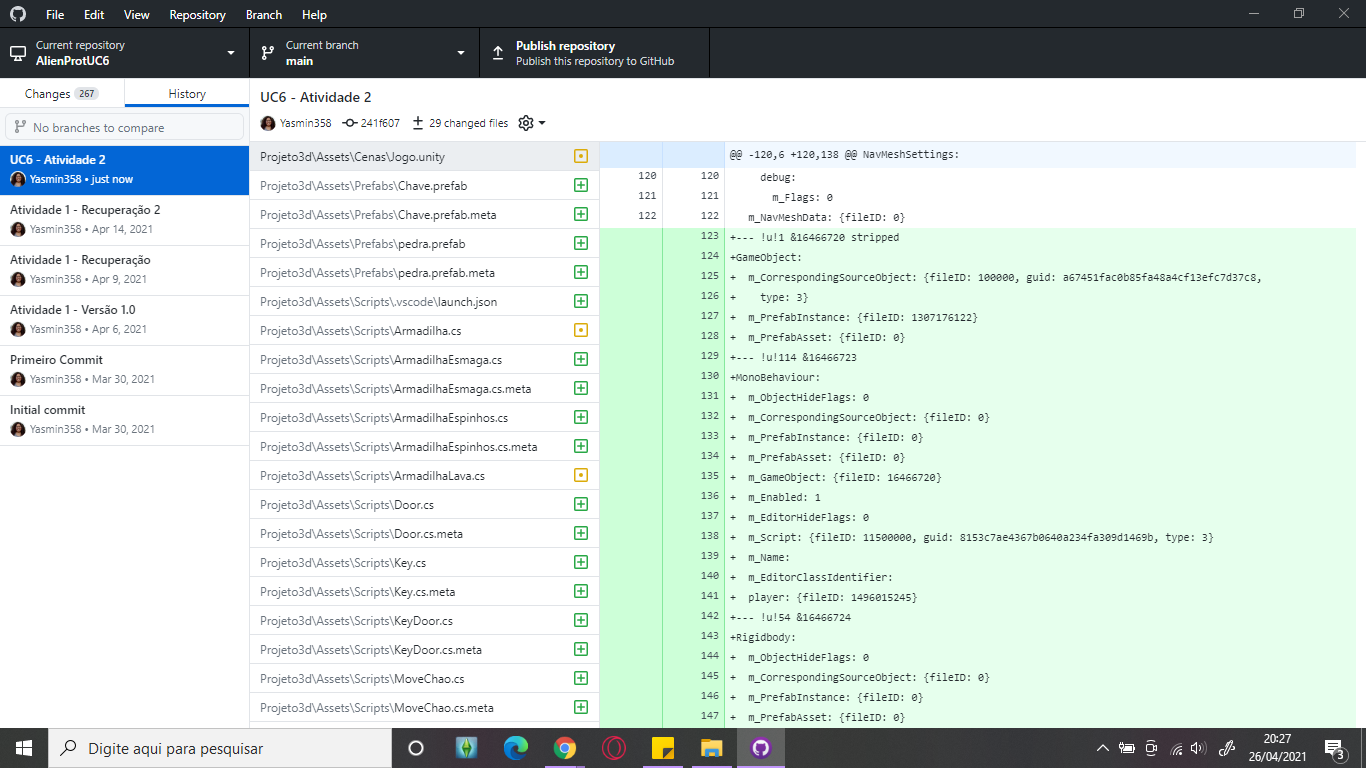 File Edit View Repository Branch Help
Current repository
AlienProtUC6
Current branch
main
Publish repository
Publish this repository to GitHub
Changes 267
History
No branches to compare
UC6 - Atividade 2
Yasmin358 • just now
Atividade 1 - Recuperação 2
Yasmin358 • Apr 14, 2021
Atividade 1 - Recuperação
Yasmin358 • Apr 9, 2021
Atividade 1 - Versão 1.0
Yasmin358 • Apr 6, 2021
Primeiro Commit
Yasmin358 • Mar 30, 2021
Initial commit
Yasmin358 • Mar 30, 2021
UC6 - Atividade 2
Yasmin358 241f607 29 changed files
Projeto3d\Assets\Cenas\Jogo.unity
Projeto3d\Assets\Prefabs\Chave.prefab
Projeto3d\Assets\Prefabs\Chave.prefab.meta
Projeto3d\Assets\Prefabs\pedra.prefab
Projeto3d\Assets\Prefabs\pedra.prefab.meta
Projeto3d\Assets\Scripts\.vscode\launch.json
Projeto3d\Assets\Scripts\Armadilha.cs
Projeto3d\Assets\Scripts\ArmadilhaEsmaga.cs
Projeto3d\Assets\Scripts\ArmadilhaEsmaga.cs.meta
Projeto3d\Assets\Scripts\ArmadilhaEspinhos.cs
Projeto3d\Assets\Scripts\ArmadilhaEspinhos.cs.meta
Projeto3d\Assets\Scripts\ArmadilhaLava.cs
Projeto3d\Assets\Scripts\Door.cs
Projeto3d\Assets\Scripts\Door.cs.meta
Projeto3d\Assets\Scripts\Key.cs
Projeto3d\Assets\Scripts\Key.cs.meta
Projeto3d\Assets\Scripts\KeyDoor.cs
Projeto3d\Assets\Scripts\KeyDoor.cs.meta
Projeto3d\Assets\Scripts\MoveChao.cs
Projeto3d\Assets\Scripts\MoveChao.cs.meta
@@ -120,6 +120,138 @@ NavMeshSettings:
120 120 debug:
121 121 m_Flags: 0
122 122 m_NavMeshData: {fileID: 0}
123 +--- !u!1 &16466720 stripped
124 +GameObject:
125 + m_CorrespondingSourceObject: {fileID: 100000, guid: a67451fac0b85fa48a4cf13efc7d37c8,
126 + type: 3}
127 + m_PrefabInstance: {fileID: 1307176122}
128 + m_PrefabAsset: {fileID: 0}
129 +--- !u!114 &16466723
130 +MonoBehaviour:
131 + m_ObjectHideFlags: 0
132 + m_CorrespondingSourceObject: {fileID: 0}
133 + m_PrefabInstance: {fileID: 0}
134 + m_PrefabAsset: {fileID: 0}
135 + m_GameObject: {fileID: 16466720}
136 + m_Enabled: 1
137 + m_EditorHideFlags: 0
138 + m_Script: {fileID: 11500000, guid: 8153c7ae4367b0640a234fa309d1469b, type: 3}
139 + m_Name:
140 + m_EditorClassIdentifier:
141 + player: {fileID: 1496015245}
142 +--- !u!54 &16466724
143 +Rigidbody:
144 + m_ObjectHideFlags: 0
145 + m_CorrespondingSourceObject: {fileID: 0}
146 + m_PrefabInstance: {fileID: 0}
147 + m_PrefabAsset: {fileID: 0}
Digite aqui para pesquisar
20:27
26/04/2021
3